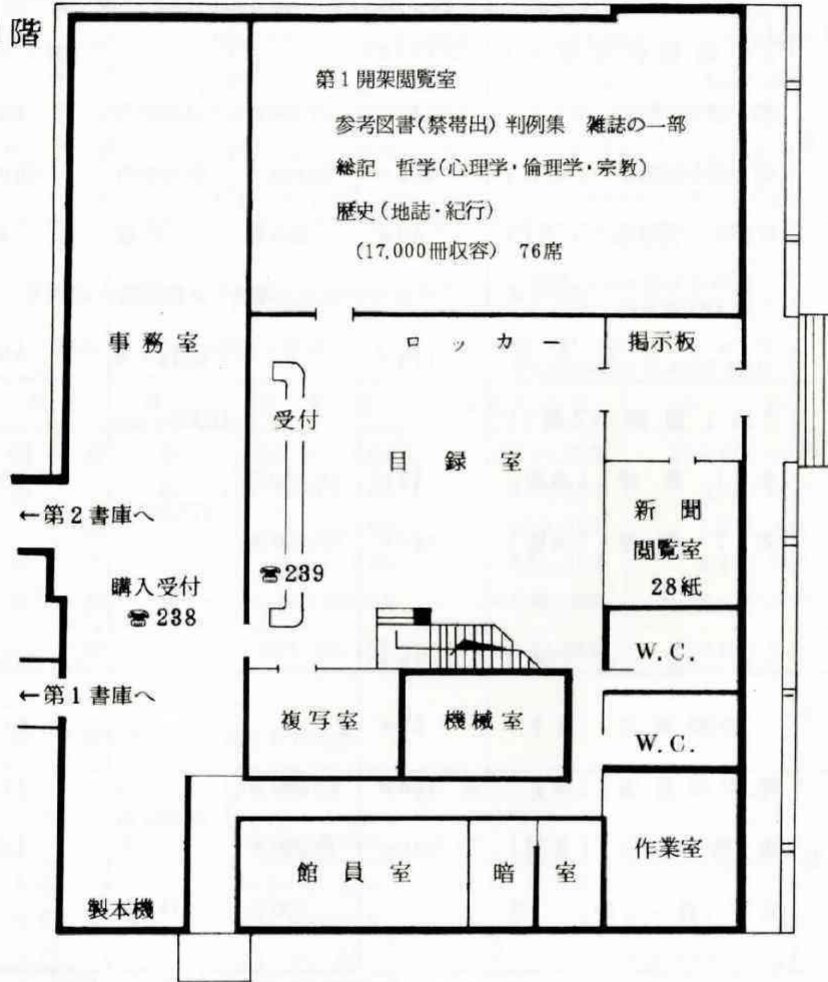 階
第1開架閲覧室
参考図書(禁帯出) 判例集 雑誌の一部
総記 哲学(心理学・倫理学・宗教)
歴史(地誌・紀行)
(17,000冊収容) 76席
事務室
ロッカー
掲示板
受付
目録室
←第2書庫へ
新聞
閲覧室
28紙
☎239
購入受付
☎238
W.C.
←第1書庫へ
複写室
機械室
W.C.
作業室
館員室
暗室
製本機